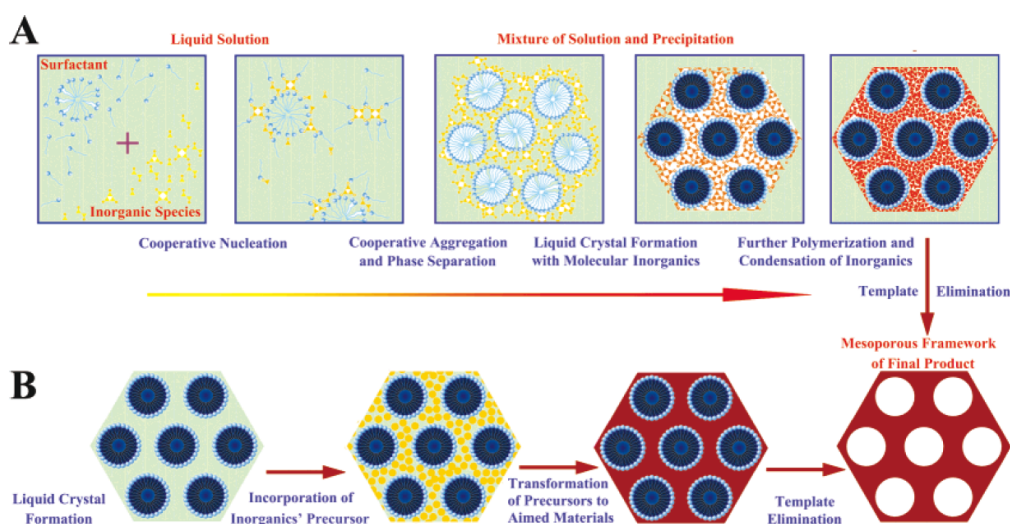 A
Liquid Solution
Mixture of Solution and Precipitation
Surfactant
Inorganic Species
Cooperative Nucleation
Cooperative Aggregation
and Phase Separation
Liquid Crystal Formation
with Molecular Inorganics
Further Polymerization and
Condensation of Inorganics
Template Elimination
Mesoporous Framework
of Final Product
B
Liquid Crystal
Formation
Incorporation of
Inorganics' Precursor
Transformation
of Precursors to
Aimed Materials
Template
Elimination